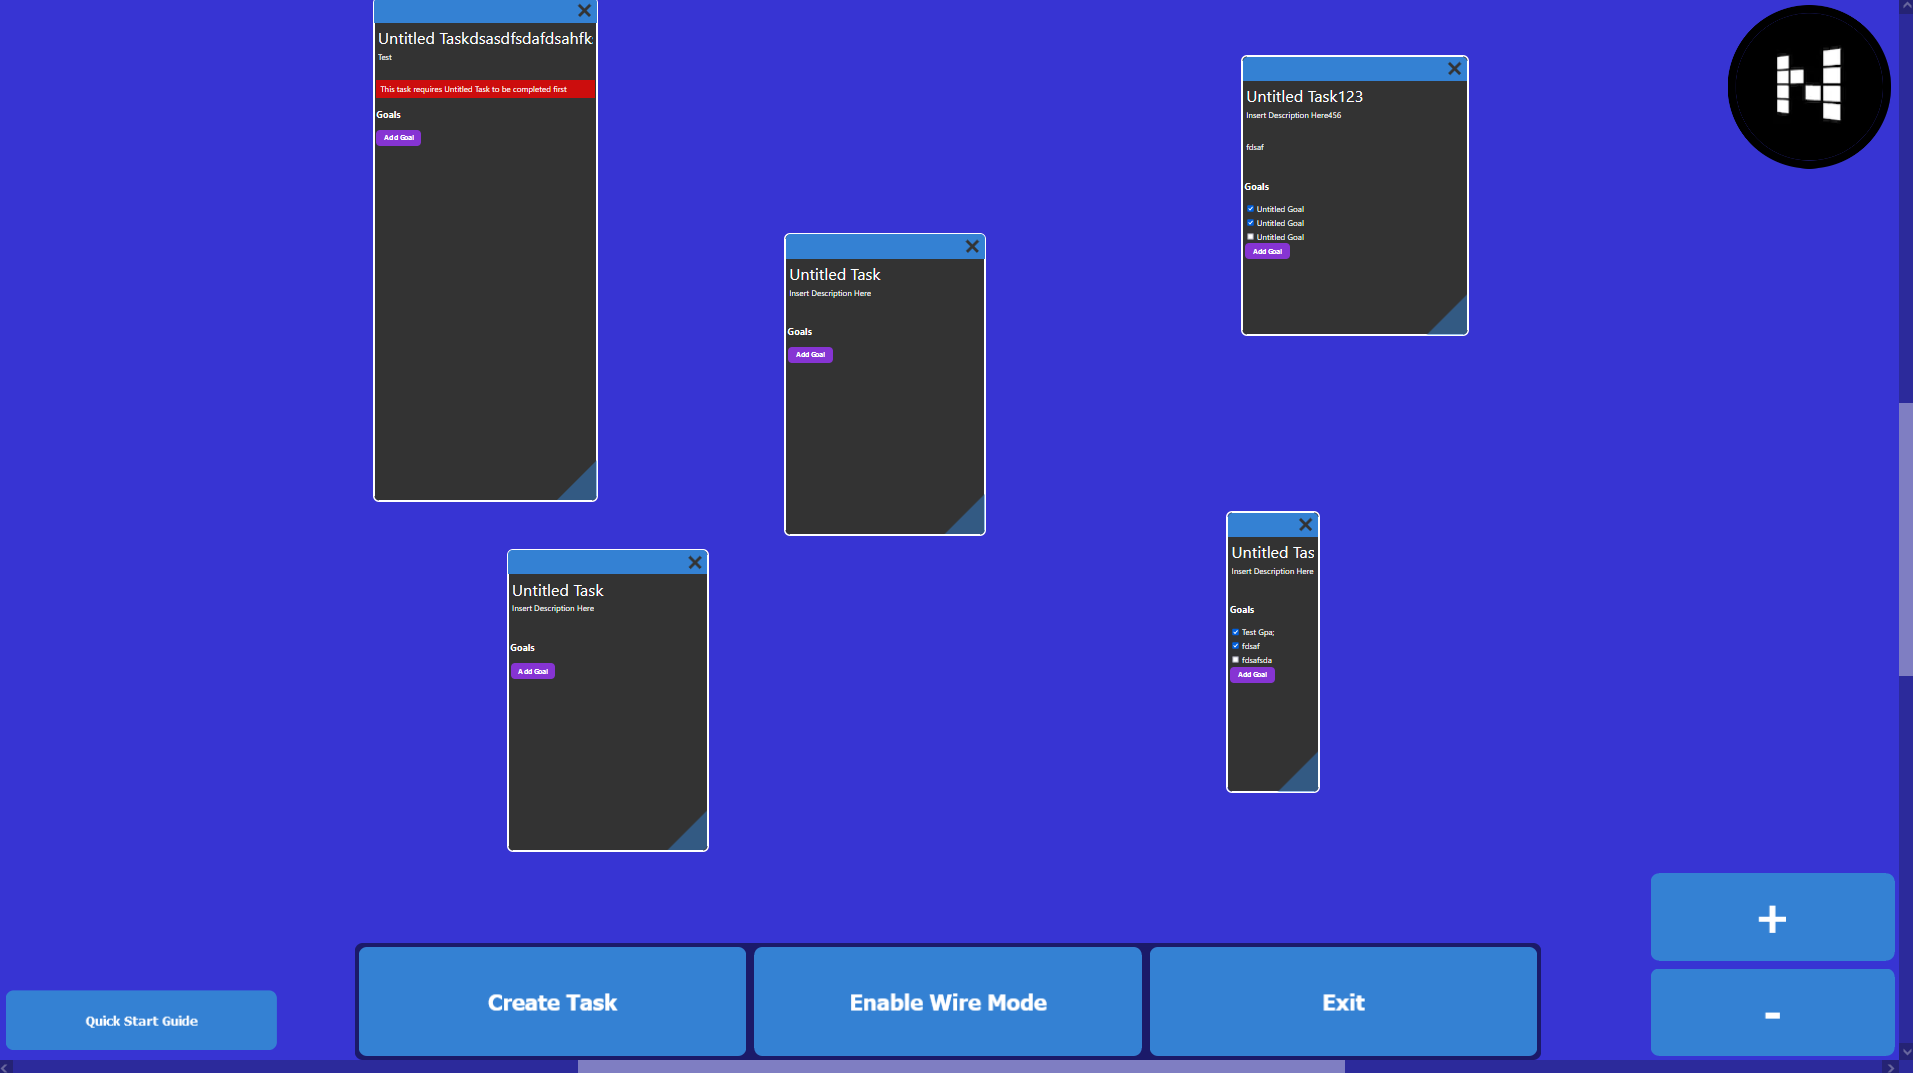 Untitled Taskdsasdfsdafdsahfk
Test
This task requires Untitled Task to be completed first
Goals
Add Goal
Untitled Task123
Insert Description Here456
fdsaf
Goals
Untitled Goal
Untitled Goal
Untitled Goal
Add Goal
Untitled Task
Insert Description Here
Goals
Add Goal
Untitled Task
Insert Description Here
Goals
Add Goal
Untitled Tas
Insert Description Here
Goals
Test Gpa;
fdsaf
fdsafsda
Add Goal
+
-
Create Task
Enable Wire Mode
Exit
Quick Start Guide